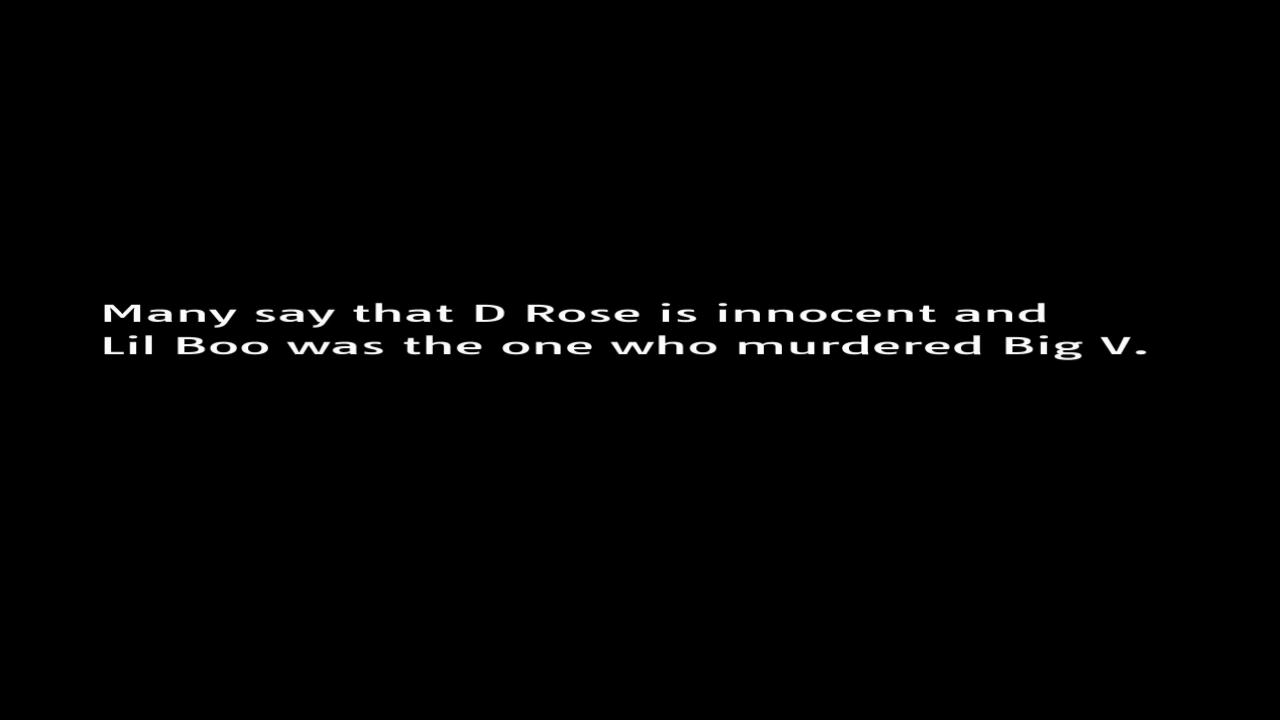 Many say that D Rose is innocent and
Lil Boo was the one who murdered Big V.